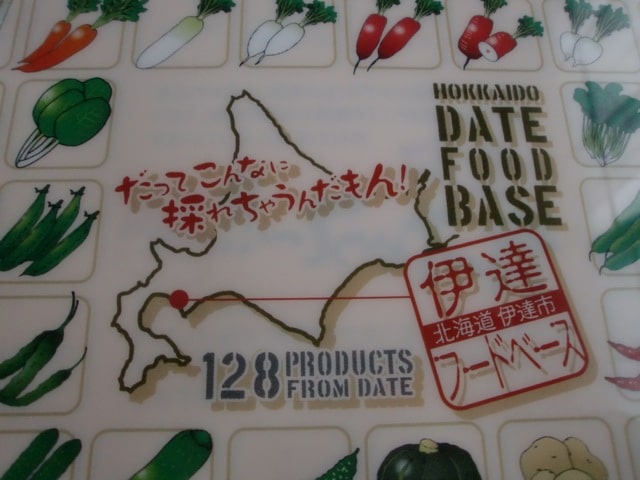 HOKKAIDO
DATE
FOOD
BASE
だってこんなに
採れちゃうんだもん!
伊達
北海道 伊達市
フードベース
128 PRODUCTS
FROM DATE